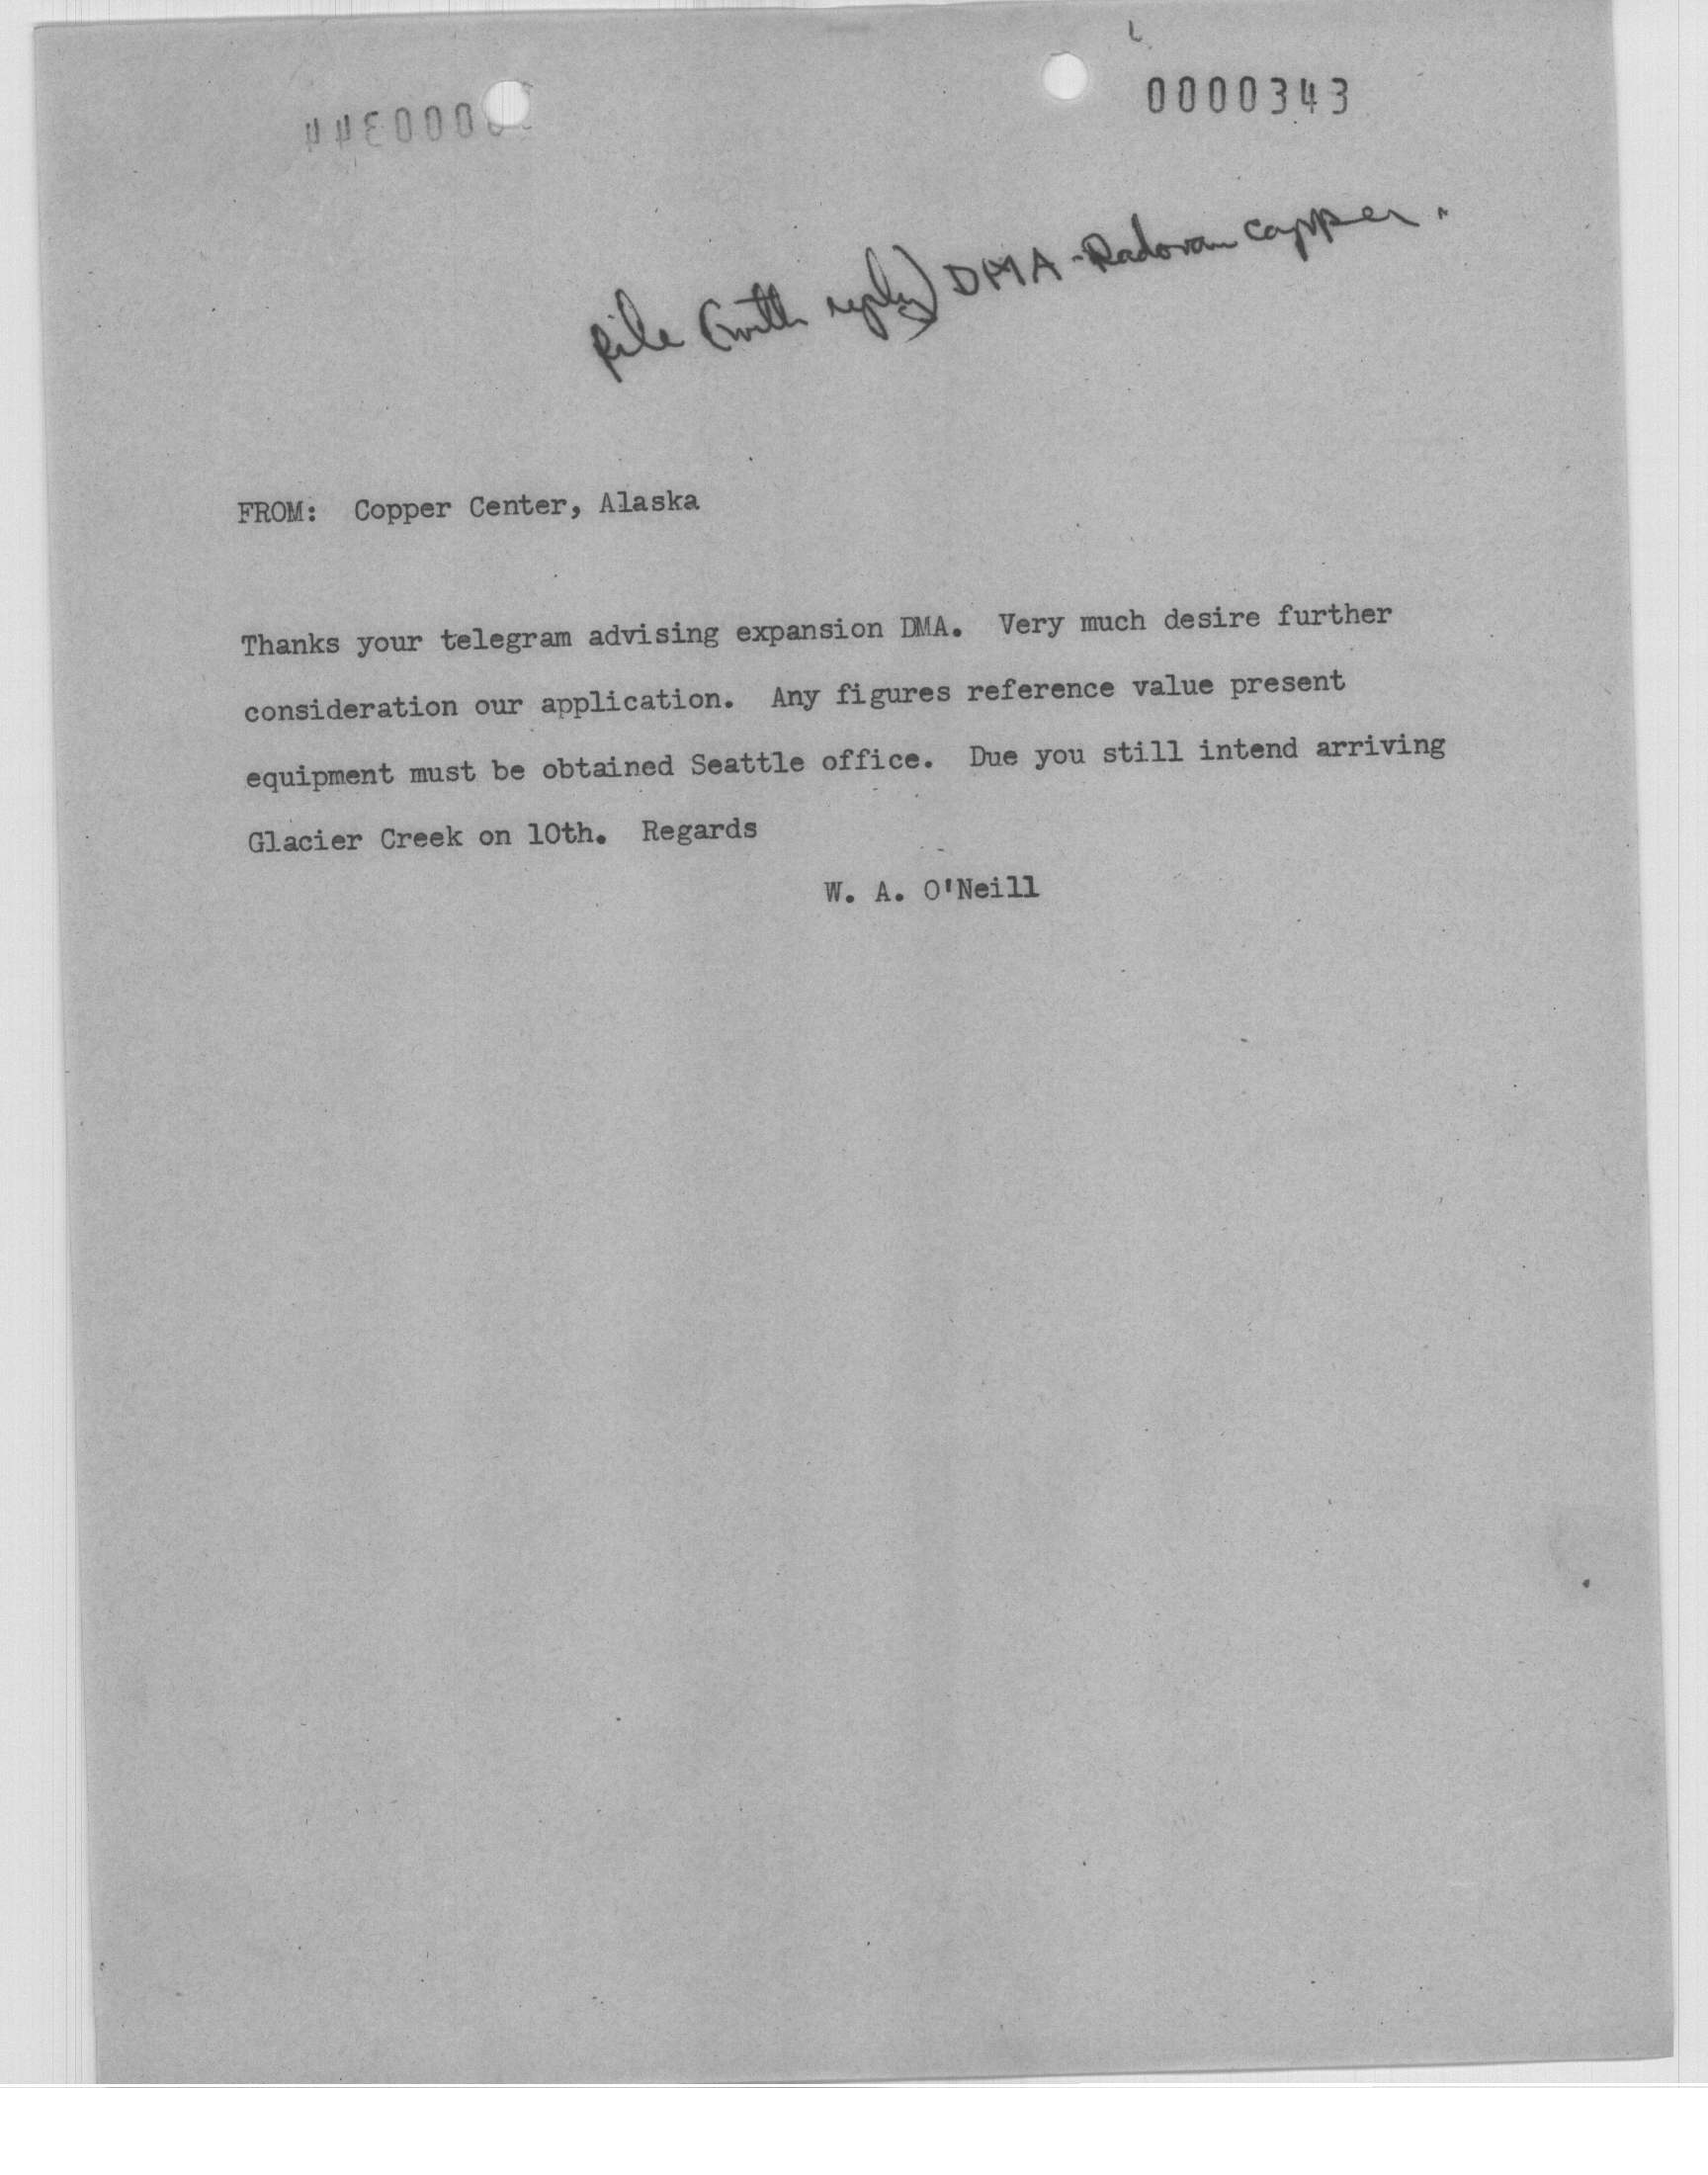 0000343
file (with reply) DMA - Radovan Copper.
FROM: Copper Center, Alaska
Thanks your telegram advising expansion DMA. Very much desire further
consideration our application. Any figures reference value present
equipment must be obtained Seattle office. Due you still intend arriving
Glacier Creek on 10th. Regards
W. A. O'Neill